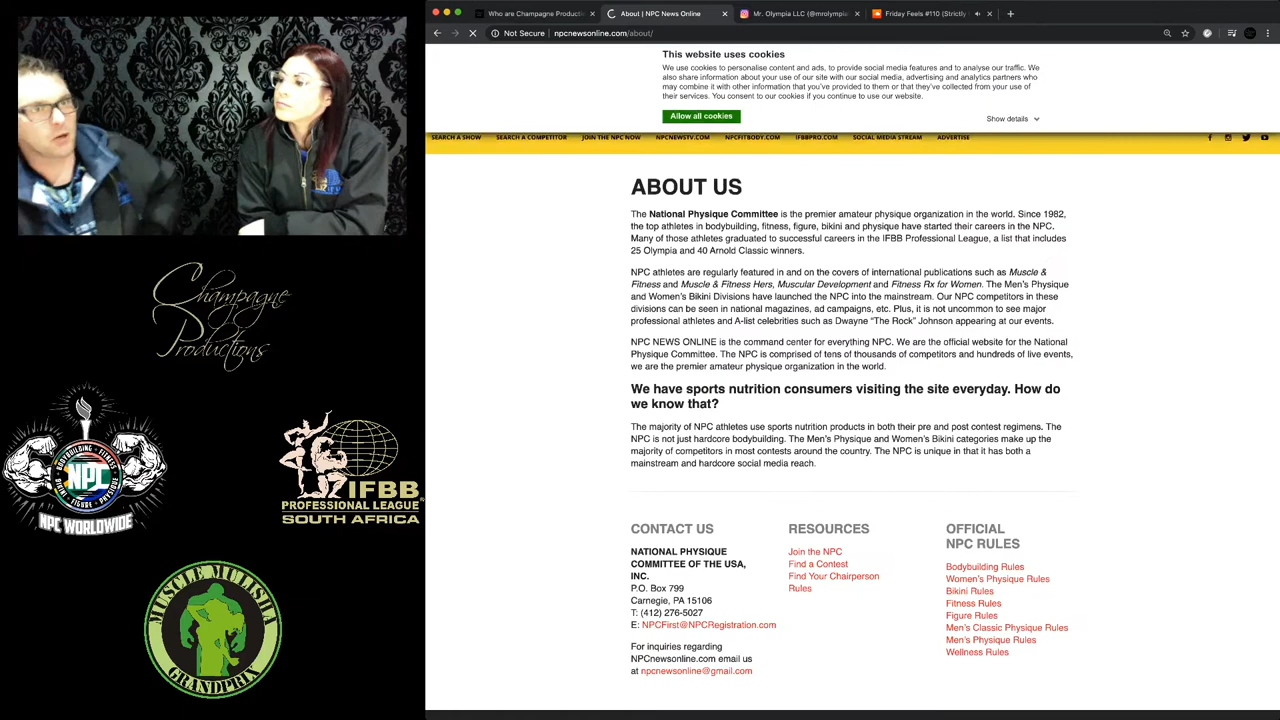 Who are Champagne Producti
About | NPC News Online
Mr. Olympia LLC (@mrolympia
Friday Feels #110 (Strictly
Not Secure | npcnewsonline.com/about/
This website uses cookies
We use cookies to personalise content and ads, to provide social media features and to analyse our traffic. We
also share information about your use of our site with our social media, advertising and analytics partners who
may combine it with other information that you've provided to them or that they've collected from your use of
their services. You consent to our cookies if you continue to use our website.
Allow all cookies
Show details
SEARCH A SHOW SEARCH A COMPETITOR JOIN THE NPC NOW NPCNEWSTV.COM NPCFITBODY.COM IFBBPRO.COM SOCIAL MEDIA STREAM ADVERTISE
ABOUT US
The National Physique Committee is the premier amateur physique organization in the world. Since 1982,
the top athletes in bodybuilding, fitness, figure, bikini and physique have started their careers in the NPC.
Many of those athletes graduated to successful careers in the IFBB Professional League, a list that includes
25 Olympia and 40 Arnold Classic winners.
NPC athletes are regularly featured in and on the covers of international publications such as Muscle &
Fitness and Muscle & Fitness Hers, Muscular Development and Fitness Rx for Women. The Men's Physique
and Women's Bikini Divisions have launched the NPC into the mainstream. Our NPC competitors in these
divisions can be seen in national magazines, ad campaigns, etc. Plus, it is not uncommon to see major
professional athletes and A-list celebrities such as Dwayne "The Rock" Johnson appearing at our events.
NPC NEWS ONLINE is the command center for everything NPC. We are the official website for the National
Physique Committee. The NPC is comprised of tens of thousands of competitors and hundreds of live events,
we are the premier amateur physique organization in the world.
We have sports nutrition consumers visiting the site everyday. How do
we know that?
The majority of NPC athletes use sports nutrition products in both their pre and post contest regimens. The
NPC is not just hardcore bodybuilding. The Men's Physique and Women's Bikini categories make up the
majority of competitors in most contests around the country. The NPC is unique in that it has both a
mainstream and hardcore social media reach.
CONTACT US
NATIONAL PHYSIQUE
COMMITTEE OF THE USA,
INC.
P.O. Box 799
Carnegie, PA 15106
T: (412) 276-5027
E: NPCFirst@NPCRegistration.com
For inquiries regarding
NPCnewsonline.com email us
at npcnewsonline@gmail.com
RESOURCES
Join the NPC
Find a Contest
Find Your Chairperson
Rules
OFFICIAL
NPC RULES
Bodybuilding Rules
Women's Physique Rules
Bikini Rules
Fitness Rules
Figure Rules
Men's Classic Physique Rules
Men's Physique Rules
Wellness Rules
Champagne
Productions
BODYBUILDING FITNESS
NPC
BIKINI FIGURE PHYSIQUE
NPC WORLDWIDE
IFBB
PROFESSIONAL LEAGUE
SOUTH AFRICA
MUSCLE MULISHA
GRANDPRIX